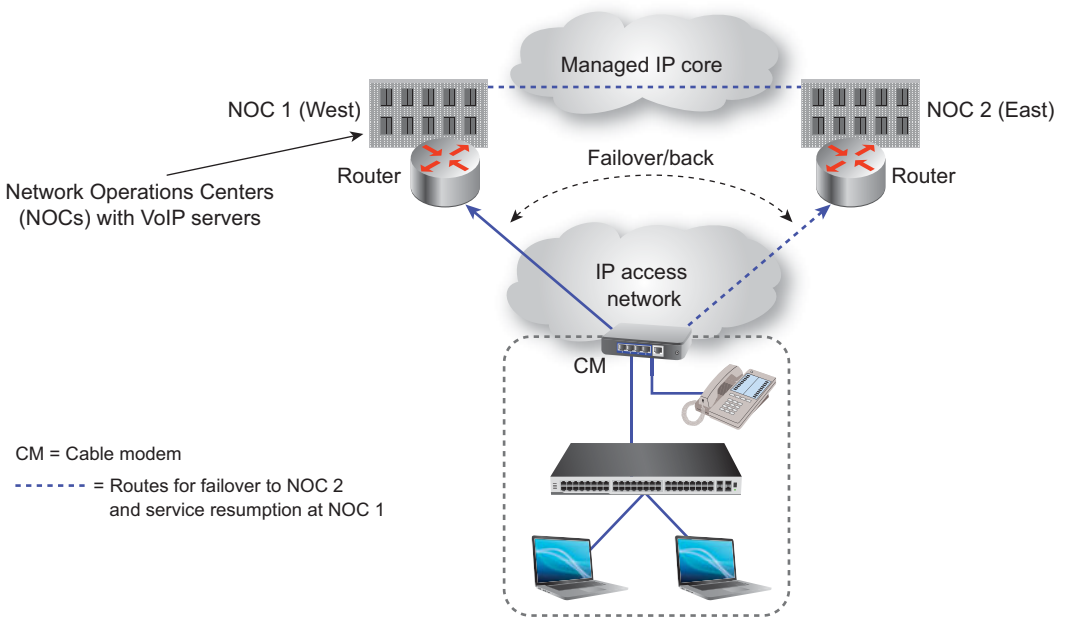 Managed IP core
NOC 1 (West)
NOC 2 (East)
Failover/back
Router
Router
Network Operations Centers
(NOCs) with VoIP servers
IP access
network
CM
CM = Cable modem
= Routes for failover to NOC 2
and service resumption at NOC 1